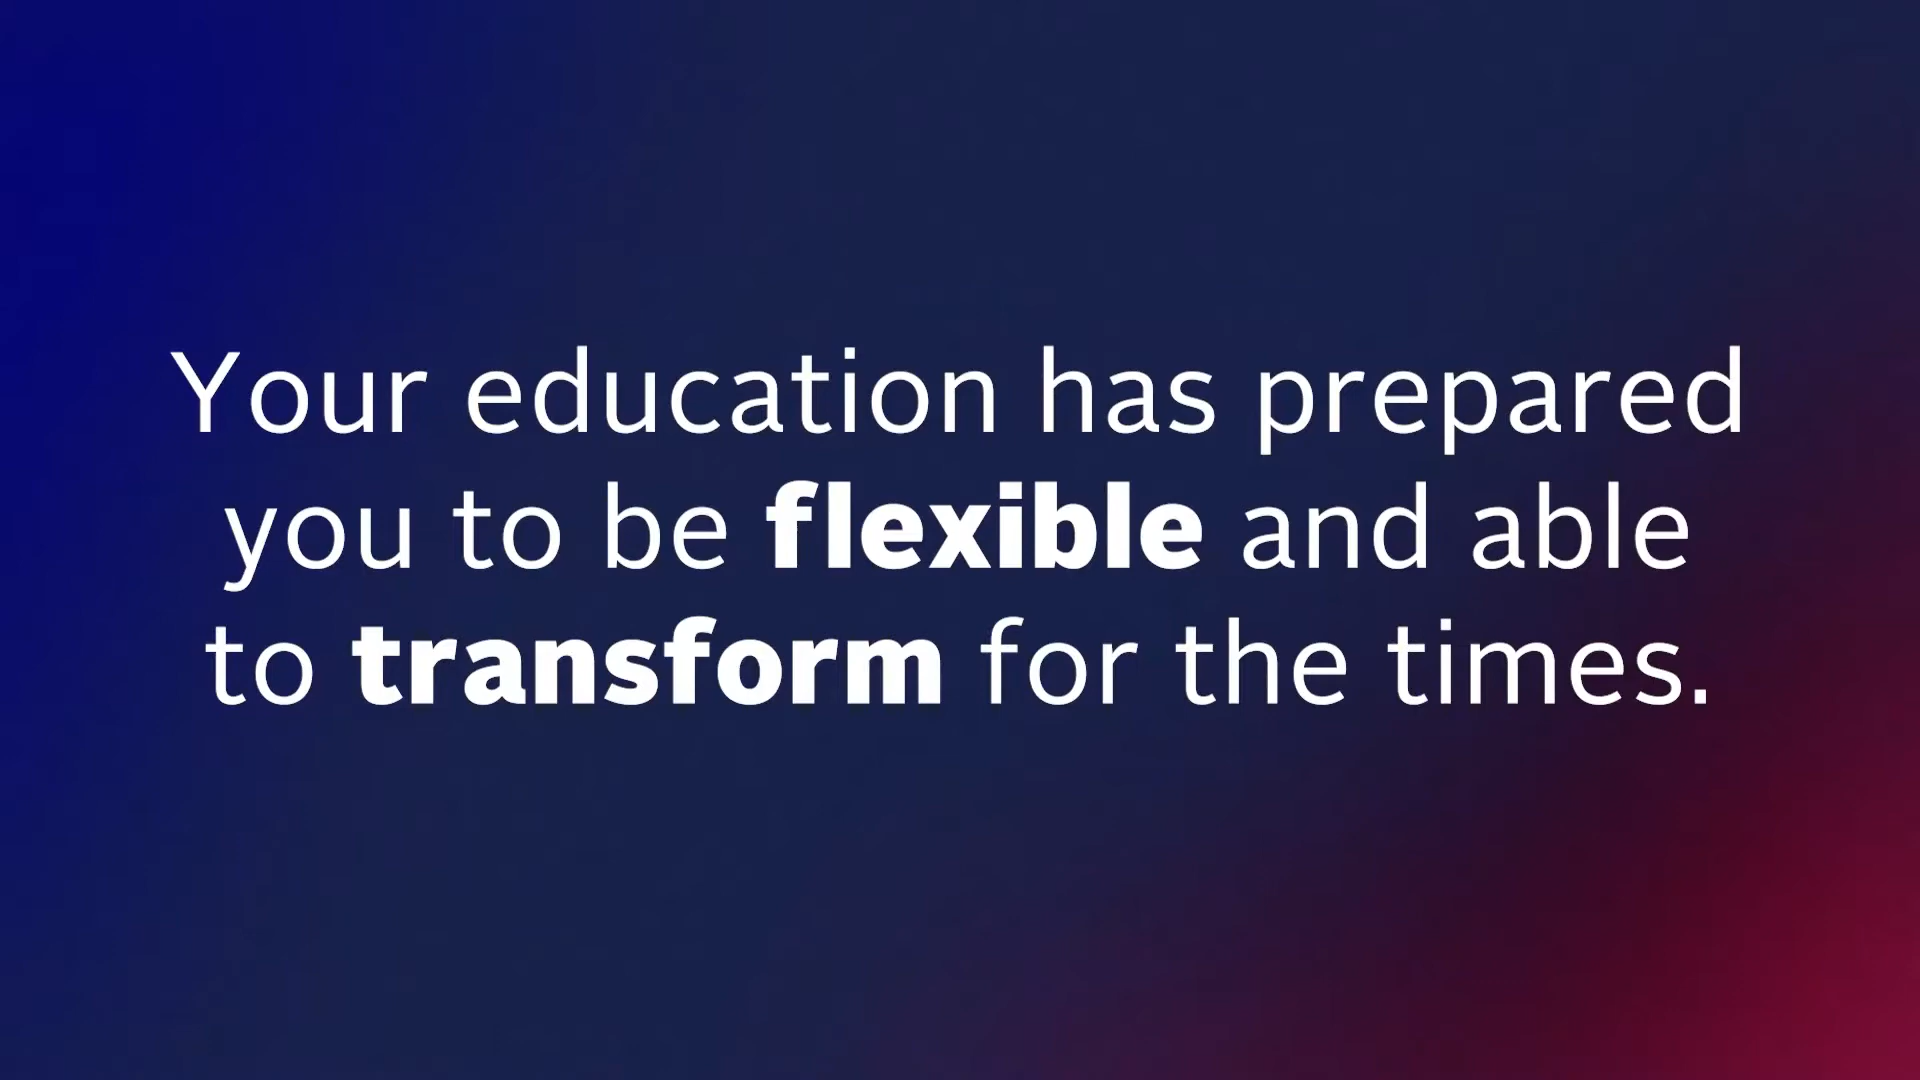 Your education has prepared
you to be flexible and able
to transform for the times.